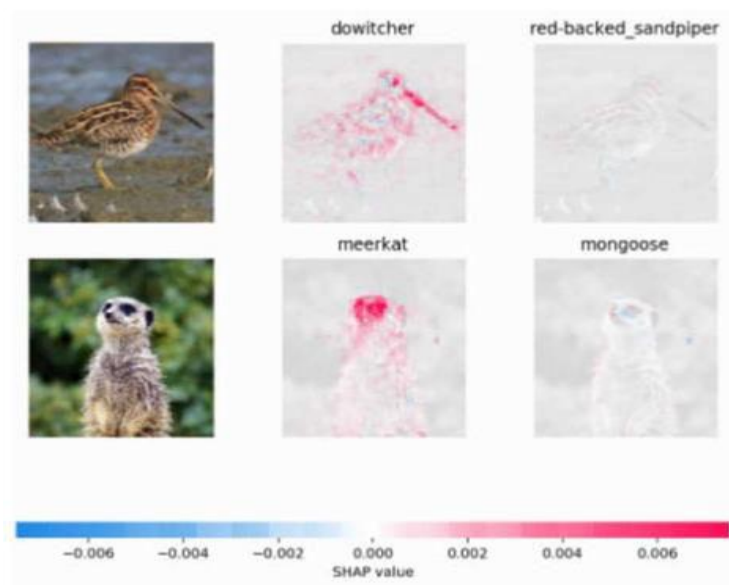 dowitcher
red-backed_sandpiper
meerkat
mongoose
−0.006 −0.004 −0.002 0.000 0.002 0.004 0.006
SHAP value